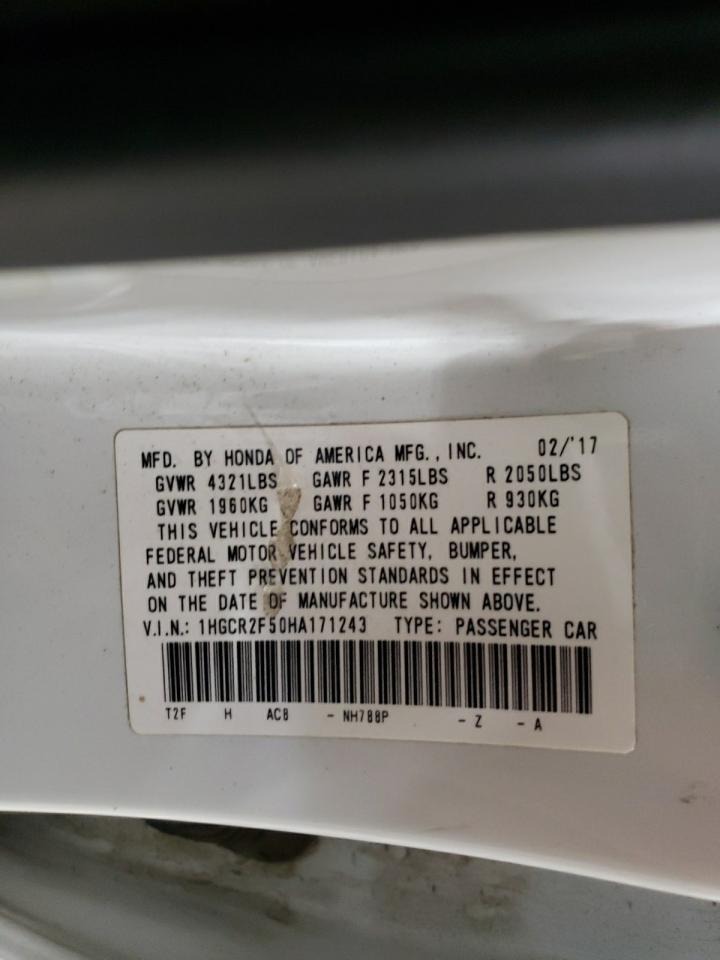 MFD. BY HONDA OF AMERICA MFG., INC. 02/'17
GVWR 4321LBS GAWR F 2315LBS R 2050LBS
GVWR 1960KG GAWR F 1050KG R 930KG
THIS VEHICLE CONFORMS TO ALL APPLICABLE
FEDERAL MOTOR VEHICLE SAFETY, BUMPER,
AND THEFT PREVENTION STANDARDS IN EFFECT
ON THE DATE OF MANUFACTURE SHOWN ABOVE.
V.I.N.: 1HGCR2F50HA171243 TYPE: PASSENGER CAR
T2F H AC8 - NH788P - Z - A